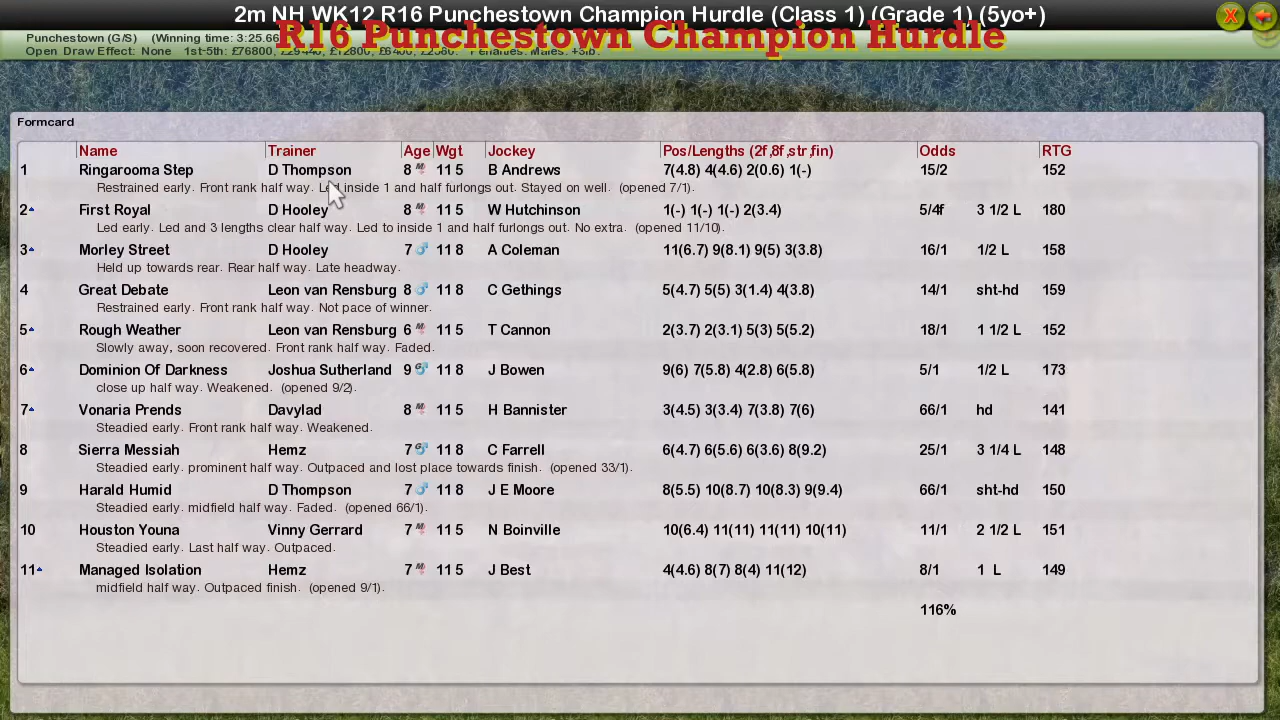 2m NH WK12 R16 Punchestown Champion Hurdle (Class 1) (Grade 1) (5yo+)
R16 Punchestown Champion Hurdle
Punchestown (G/S) (Winning time: 3:25.66
Open Draw Effect: None 1st-5th: £76800, £29440, £12800, £6400, £2560. Penalties: Males: +3lb.
Formcard
Name Trainer Age Wgt Jockey Pos/Lengths (2f,8f,str,fin) Odds RTG
1 Ringarooma Step D Thompson 8 11 5 B Andrews 7(4.8) 4(4.6) 2(0.6) 1(-) 15/2 152
Restrained early. Front rank half way. Led inside 1 and half furlongs out. Stayed on well. (opened 7/1).
2 First Royal D Hooley 8 11 5 W Hutchinson 1(-) 1(-) 1(-) 2(3.4) 5/4f 3 1/2 L 180
Led early. Led and 3 lengths clear half way. Led to inside 1 and half furlongs out. No extra. (opened 11/10).
3 Morley Street D Hooley 7 11 8 A Coleman 11(6.7) 9(8.1) 9(5) 3(3.8) 16/1 1/2 L 158
Held up towards rear. Rear half way. Late headway.
4 Great Debate Leon van Rensburg 8 11 8 C Gethings 5(4.7) 5(5) 3(1.4) 4(3.8) 14/1 sht-hd 159
Restrained early. Front rank half way. Not pace of winner.
5 Rough Weather Leon van Rensburg 6 11 5 T Cannon 2(3.7) 2(3.1) 5(3) 5(5.2) 18/1 1 1/2 L 152
Slowly away, soon recovered. Front rank half way. Faded.
6 Dominion Of Darkness Joshua Sutherland 9 11 8 J Bowen 9(6) 7(5.8) 4(2.8) 6(5.8) 5/1 1/2 L 173
close up half way. Weakened. (opened 9/2).
7 Vonaria Prends Davylad 8 11 5 H Bannister 3(4.5) 3(3.4) 7(3.8) 7(6) 66/1 hd 141
Steadied early. Front rank half way. Weakened.
8 Sierra Messiah Hemz 7 11 8 C Farrell 6(4.7) 6(5.6) 6(3.6) 8(9.2) 25/1 3 1/4 L 148
Steadied early. prominent half way. Outpaced and lost place towards finish. (opened 33/1).
9 Harald Humid D Thompson 7 11 8 J E Moore 8(5.5) 10(8.7) 10(8.3) 9(9.4) 66/1 sht-hd 150
Steadied early. midfield half way. Faded. (opened 66/1).
10 Houston Youna Vinny Gerrard 7 11 5 N Boinville 10(6.4) 11(11) 11(11) 10(11) 11/1 2 1/2 L 151
Steadied early. Last half way. Outpaced.
11 Managed Isolation Hemz 7 11 5 J Best 4(4.6) 8(7) 8(4) 11(12) 8/1 1 L 149
midfield half way. Outpaced finish. (opened 9/1).
116%